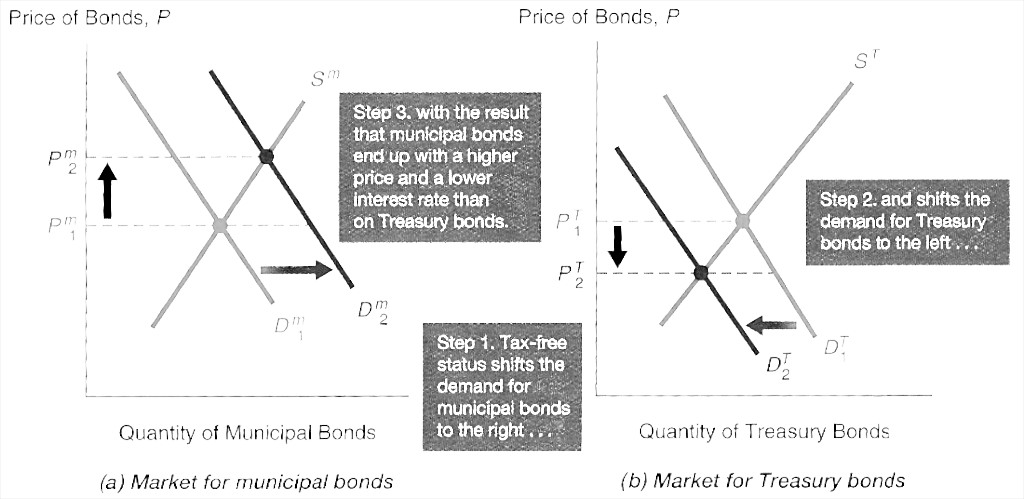 Price of Bonds, P
S^m
P^m_2
P^m_1
D^m_1
D^m_2
Step 3. with the result
that municipal bonds
end up with a higher
price and a lower
interest rate than
on Treasury bonds.
Step 1. Tax-free
status shifts the
demand for
municipal bonds
to the right . . .
Quantity of Municipal Bonds
(a) Market for municipal bonds
Price of Bonds, P
S^T
P^T_1
P^T_2
D^T_1
D^T_2
Step 2. and shifts the
demand for Treasury
bonds to the left . . .
Quantity of Treasury Bonds
(b) Market for Treasury bonds